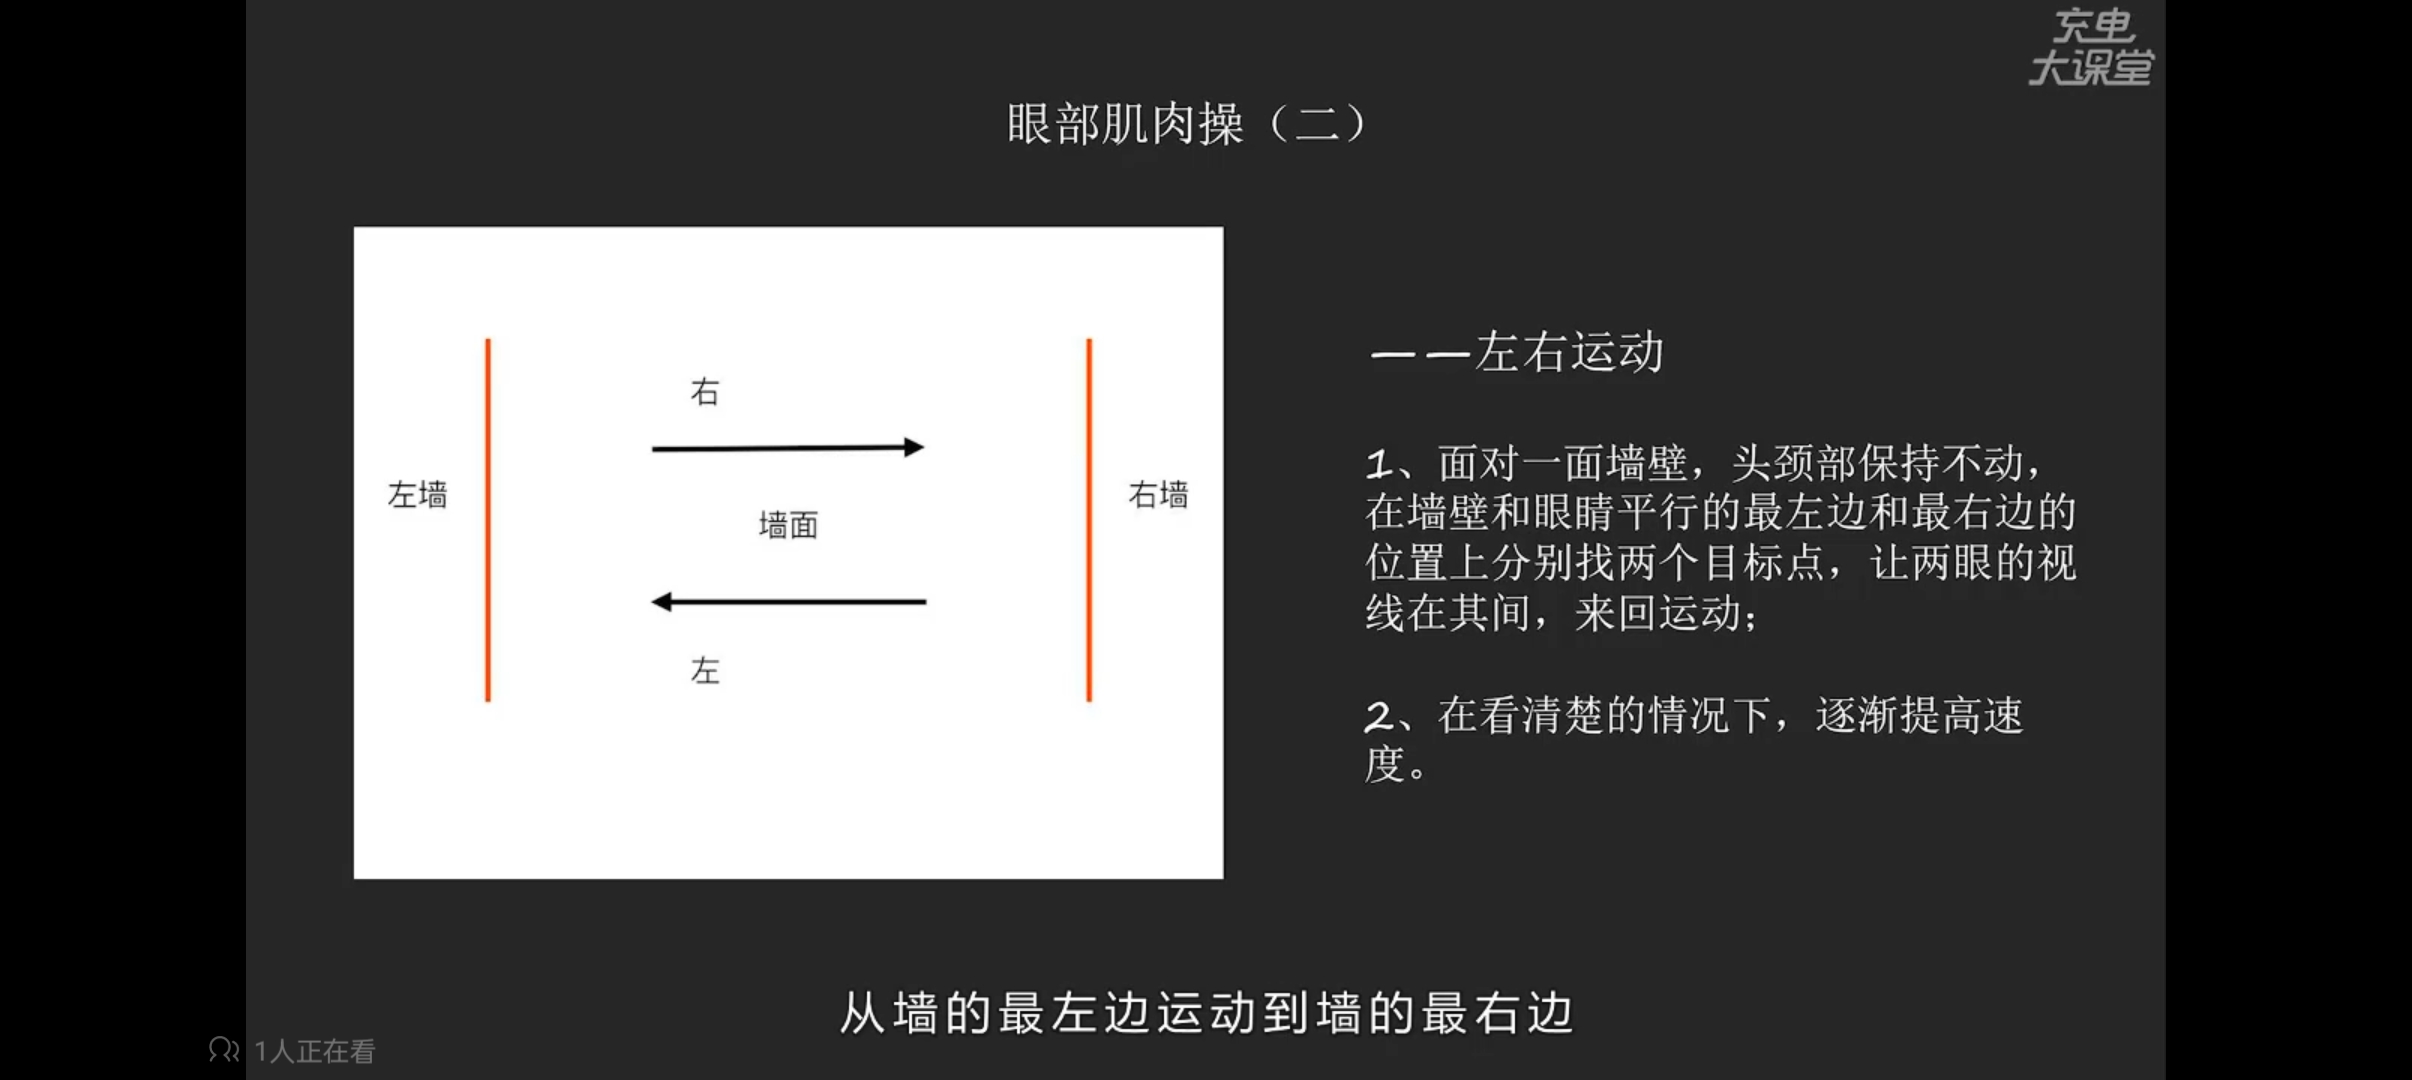 充电
大课堂
眼部肌肉操（二）
右
左墙
右墙
墙面
左
——左右运动
1、面对一面墙壁，头颈部保持不动，
在墙壁和眼睛平行的最左边和最右边的
位置上分别找两个目标点，让两眼的视
线在其间，来回运动；
2、在看清楚的情况下，逐渐提高速
度。
从墙的最左边运动到墙的最右边
1人正在看